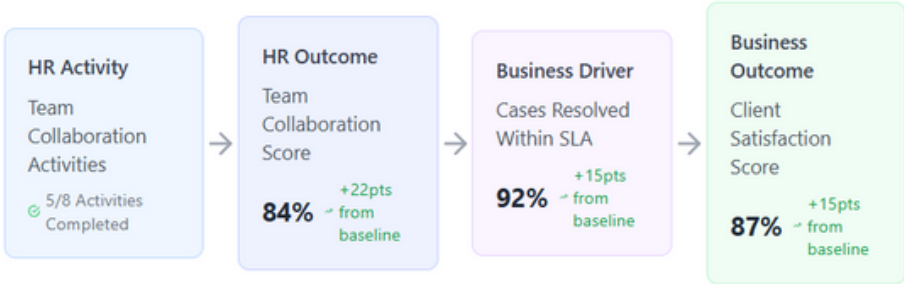 HR Activity
Team
Collaboration
Activities
5/8 Activities
Completed
HR Outcome
Team
Collaboration
Score
84%
+22pts
from
baseline
Business Driver
Cases Resolved
Within SLA
92%
+15pts
from
baseline
Business
Outcome
Client
Satisfaction
Score
87%
+15pts
from
baseline